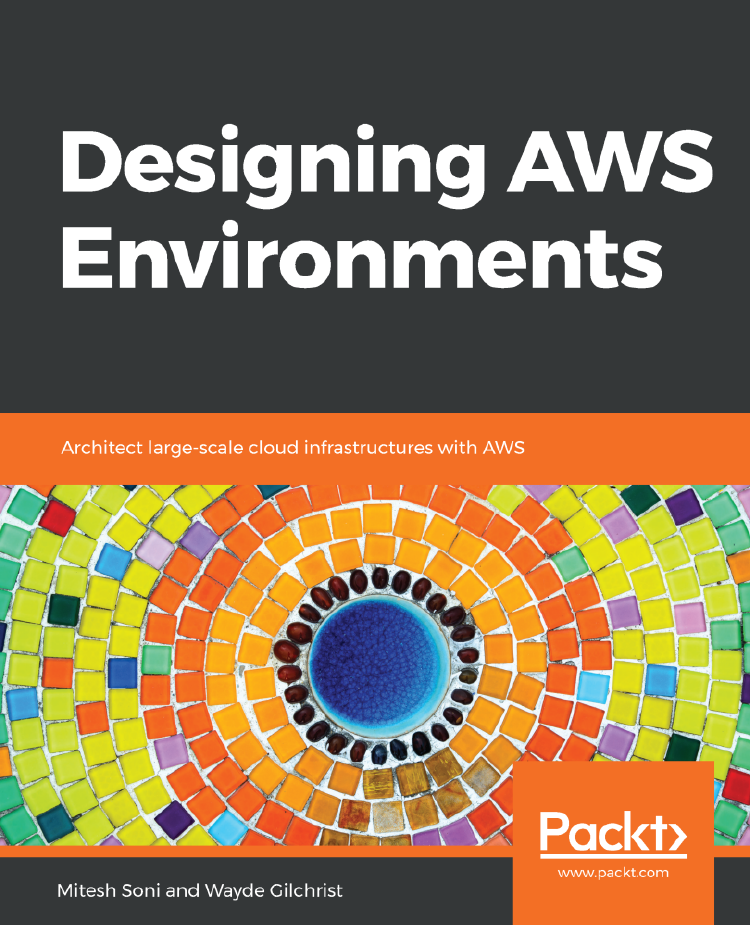 Designing AWS
Environments
Architect large-scale cloud infrastructures with AWS
Packt>
www.packt.com
Mitesh Soni and Wayde Gilchrist